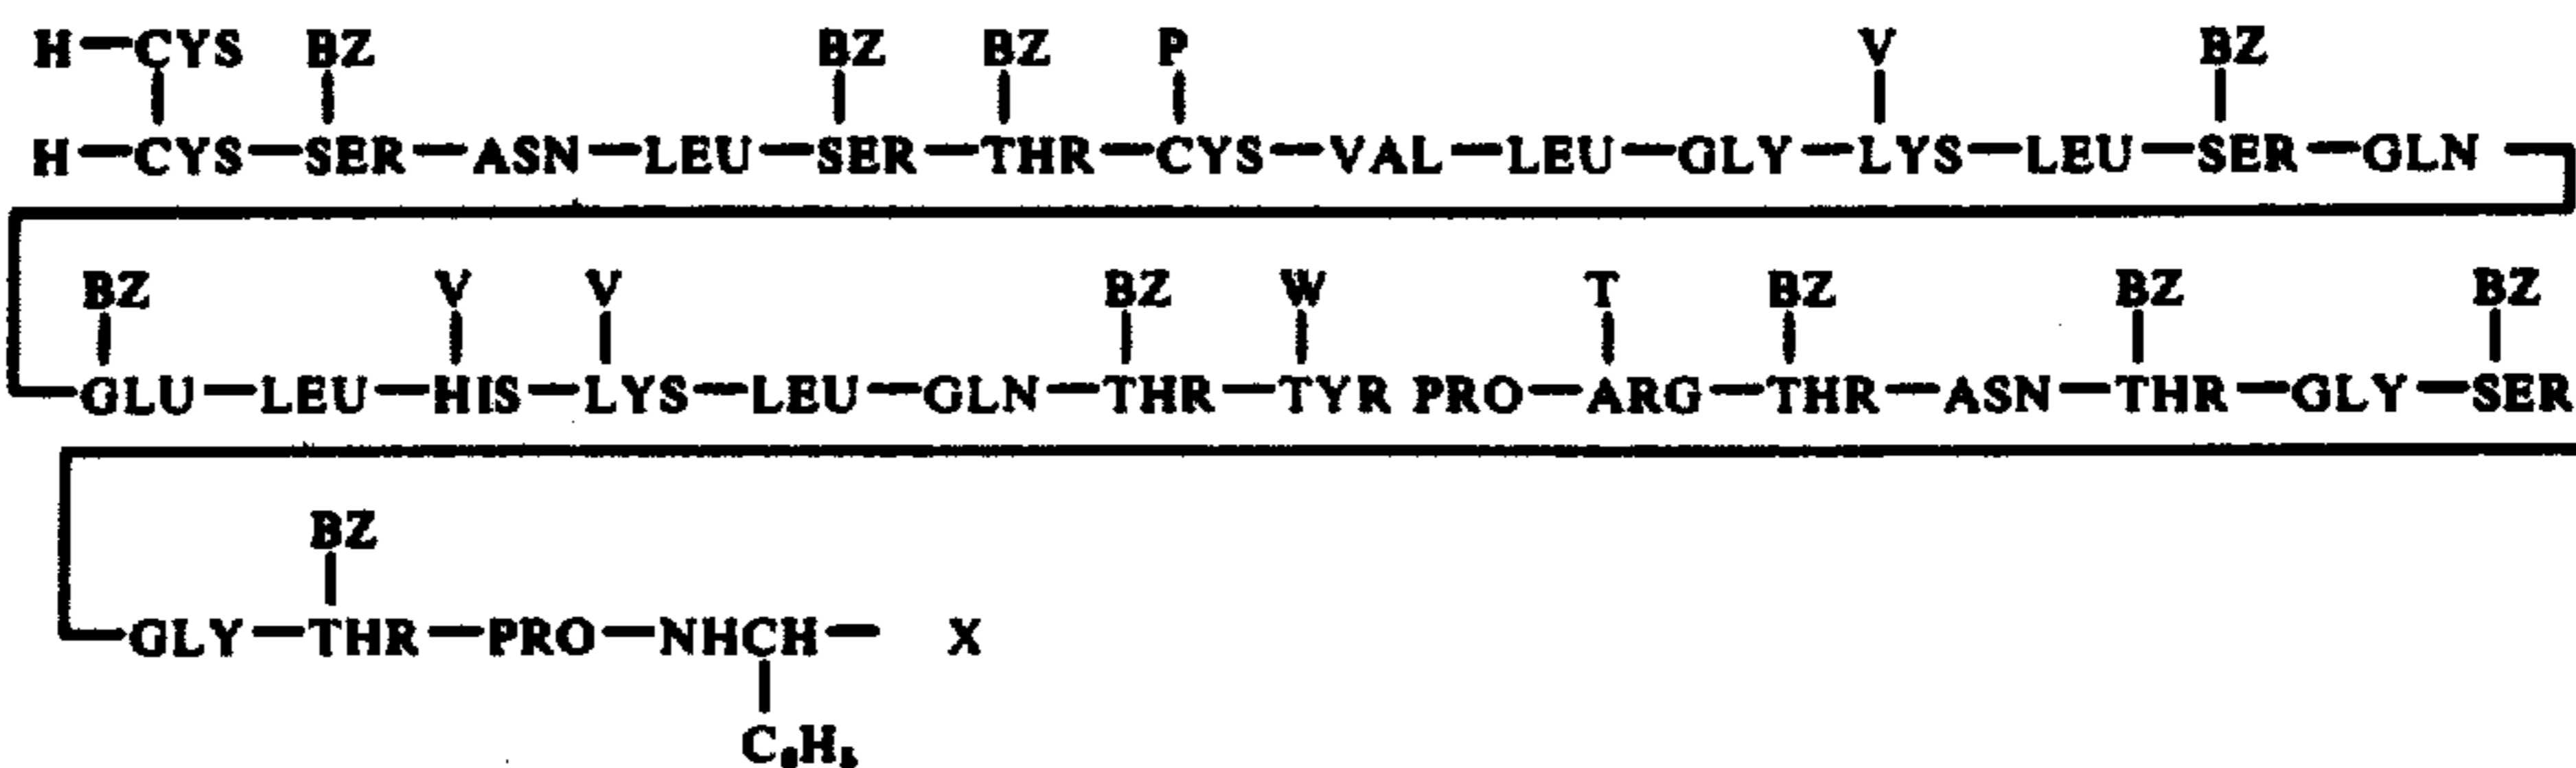 H—CYS BZ BZ BZ P V BZ
H—CYS—SER—ASN—LEU—SER—THR—CYS—VAL—LEU—GLY—LYS—LEU—SER—GLN
BZ V V BZ W T BZ BZ BZ
GLU—LEU—HIS—LYS—LEU—GLN—THR—TYR PRO—ARG—THR—ASN—THR—GLY—SER
BZ
GLY—THR—PRO—NHCH— X
C₆H₅